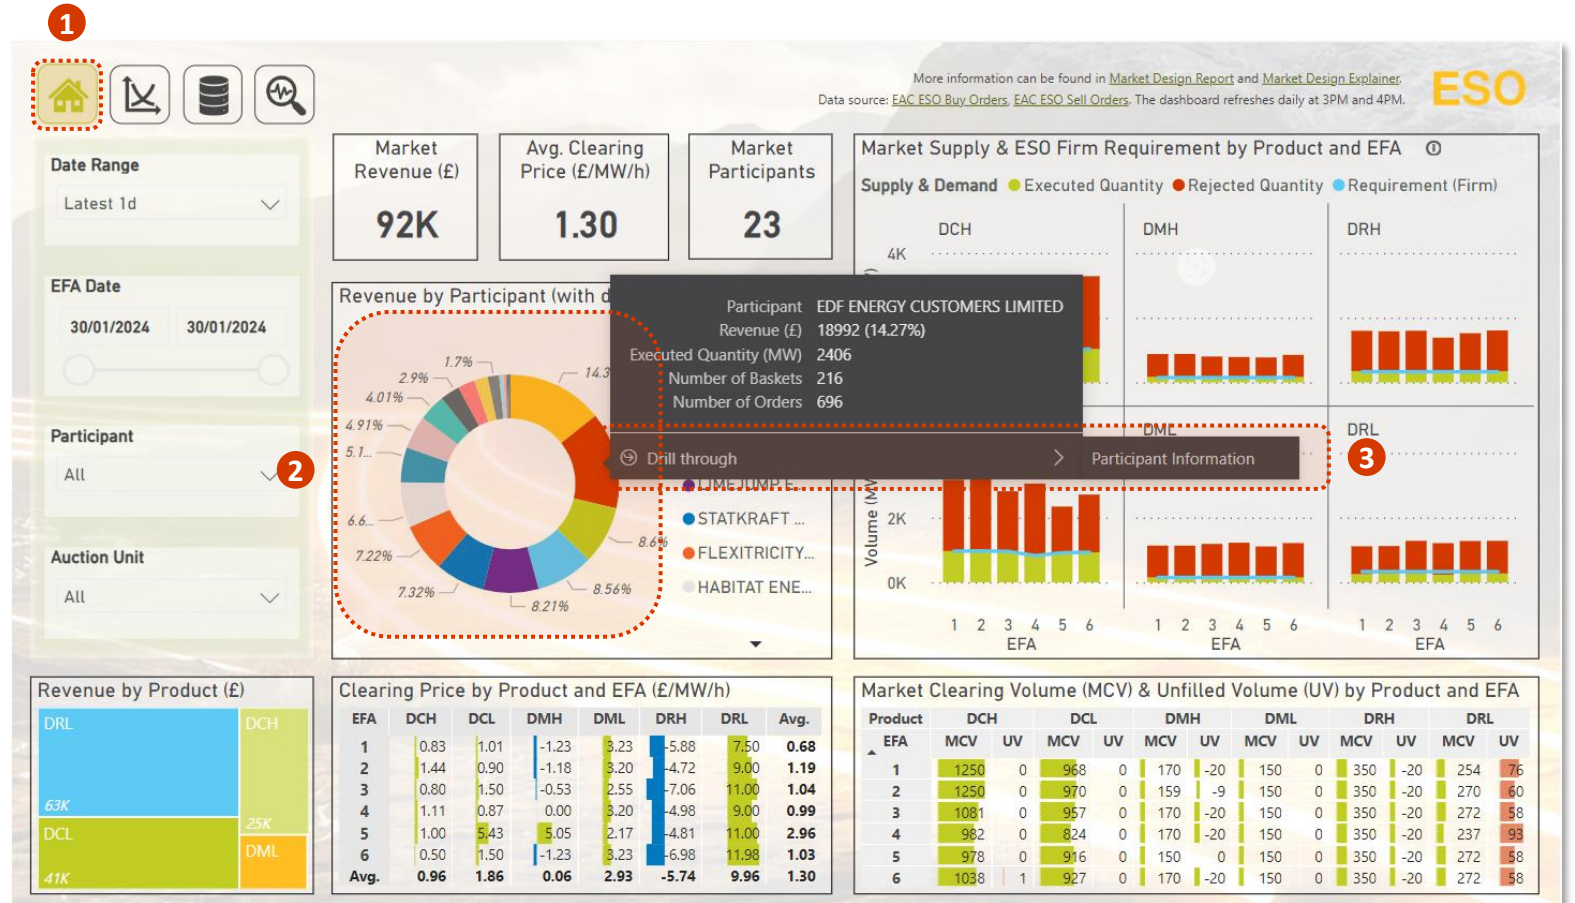 1
More information can be found in Market Design Report and Market Design Explainer.
Data source: EAC ESO Buy Orders, EAC ESO Sell Orders. The dashboard refreshes daily at 3PM and 4PM.
ESO
Date Range
Latest 1d
EFA Date
30/01/2024 30/01/2024
Participant
All
2
Auction Unit
All
Market Revenue (£)
92K
Avg. Clearing Price (£/MW/h)
1.30
Market Participants
23
Revenue by Participant (with d
1.7%
2.9%
4.01%
4.91%
5.1...
6.6...
7.22%
7.32%
8.21%
8.56%
8.6%
14.3
Participant EDF ENERGY CUSTOMERS LIMITED
Revenue (£) 18992 (14.27%)
Executed Quantity (MW) 2406
Number of Baskets 216
Number of Orders 696
Drill through
Participant Information
3
LIMEJUMP E...
STATKRAFT ...
FLEXITRICITY...
HABITAT ENE...
Market Supply & ESO Firm Requirement by Product and EFA
Supply & Demand Executed Quantity Rejected Quantity Requirement (Firm)
DCH DMH DRH
4K
DML DRL
Volume (MV
2K
0K
1 2 3 4 5 6 1 2 3 4 5 6 1 2 3 4 5 6
EFA EFA EFA
Revenue by Product (£)
DRL
63K
DCH
25K
DCL
41K
DML
Clearing Price by Product and EFA (£/MW/h)
EFA DCH DCL DMH DML DRH DRL Avg.
1 0.83 1.01 -1.23 3.23 -5.88 7.50 0.68
2 1.44 0.90 -1.18 3.20 -4.72 9.00 1.19
3 0.80 1.50 -0.53 2.55 -7.06 11.00 1.04
4 1.11 0.87 0.00 3.20 -4.98 9.00 0.99
5 1.00 5.43 5.05 2.17 -4.81 11.00 2.96
6 0.50 1.50 -1.23 3.23 -6.98 11.98 1.03
Avg. 0.96 1.86 0.06 2.93 -5.74 9.96 1.30
Market Clearing Volume (MCV) & Unfilled Volume (UV) by Product and EFA
Product DCH DCL DMH DML DRH DRL
EFA MCV UV MCV UV MCV UV MCV UV MCV UV MCV UV
1 1250 0 968 0 170 -20 150 0 350 -20 254 76
2 1250 0 970 0 159 -9 150 0 350 -20 270 60
3 1081 0 957 0 170 -20 150 0 350 -20 272 58
4 982 0 824 0 170 -20 150 0 350 -20 237 93
5 978 0 916 0 150 0 150 0 350 -20 272 58
6 1038 1 927 0 170 -20 150 0 350 -20 272 58